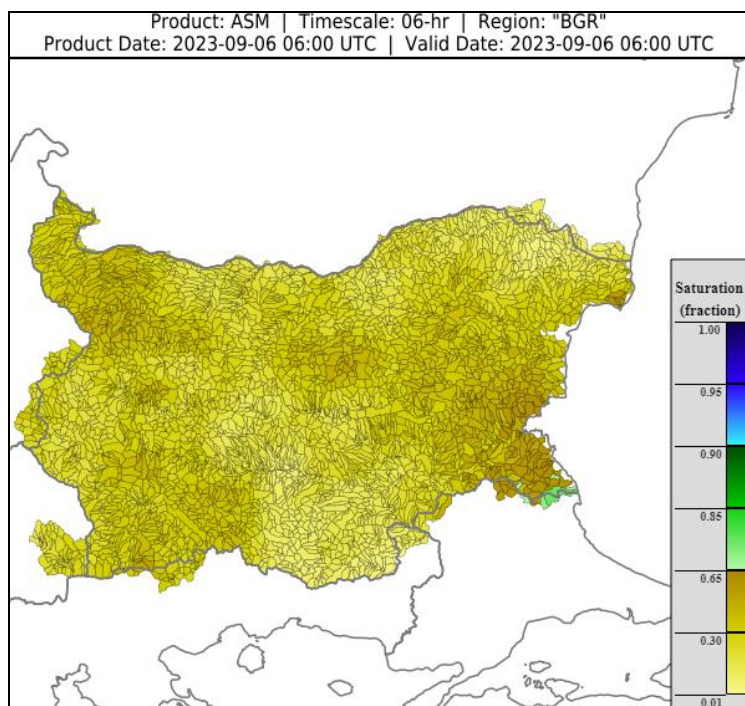 Product: ASM | Timescale: 06-hr | Region: "BGR"
Product Date: 2023-09-06 06:00 UTC | Valid Date: 2023-09-06 06:00 UTC
Saturation
(fraction)
1.00
0.95
0.90
0.85
0.65
0.30
0.01